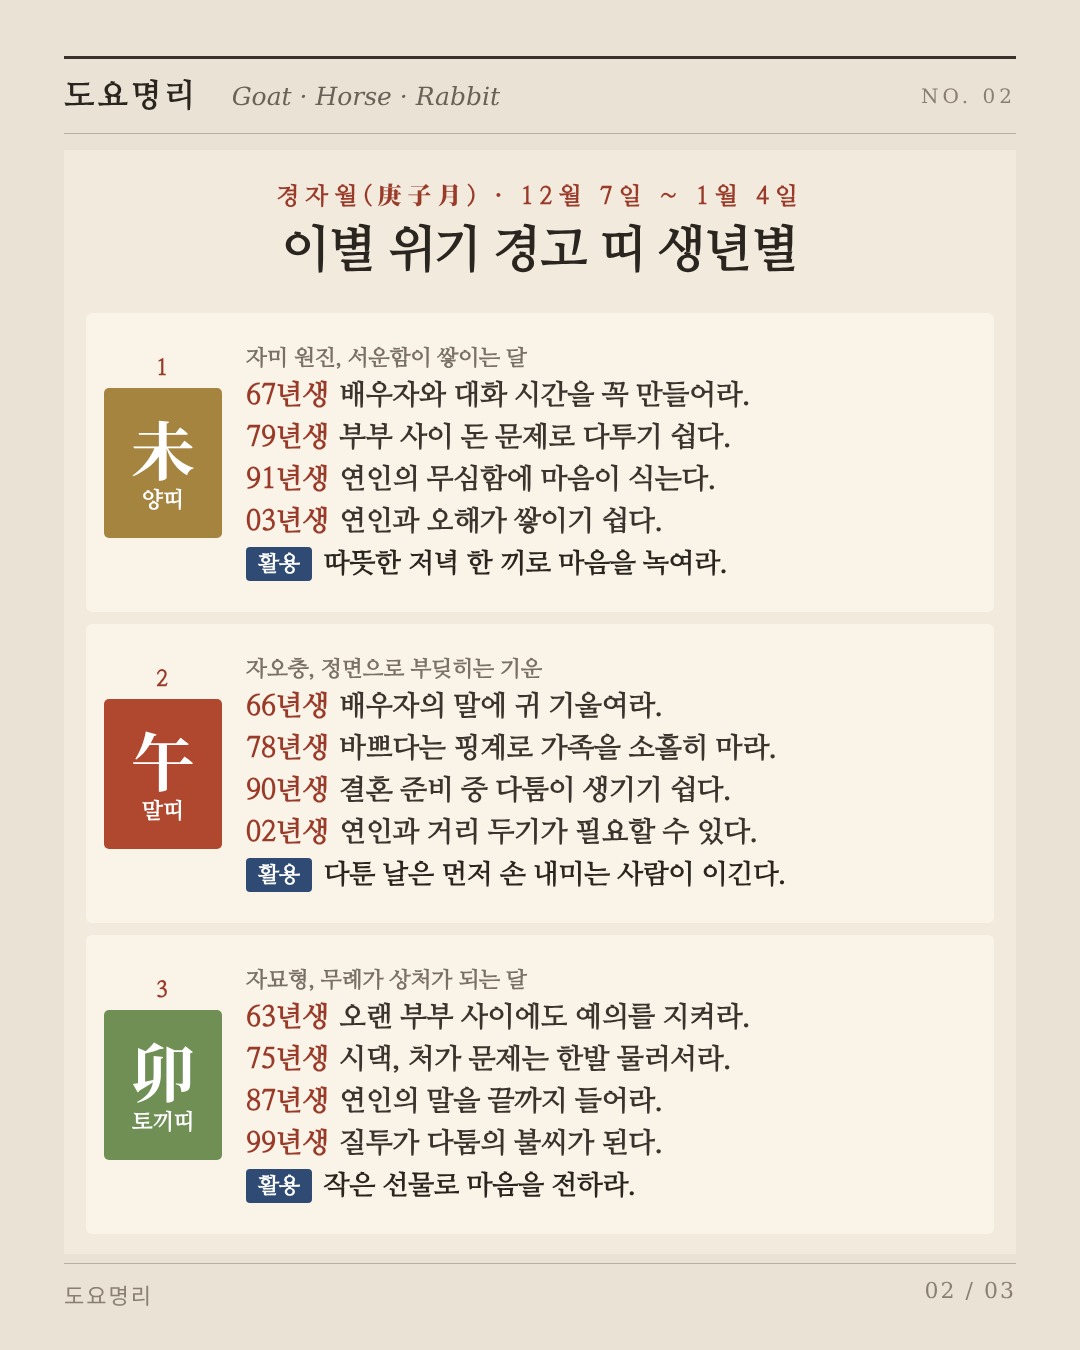 도요명리 Goat · Horse · Rabbit NO. 02
경자월(庚子月) · 12월 7일 ~ 1월 4일
이별 위기 경고 띠 생년별
1
未
양띠
자미 원진, 서운함이 쌓이는 달
67년생 배우자와 대화 시간을 꼭 만들어라.
79년생 부부 사이 돈 문제로 다투기 쉽다.
91년생 연인의 무심함에 마음이 식는다.
03년생 연인과 오해가 쌓이기 쉽다.
활용 따뜻한 저녁 한 끼로 마음을 녹여라.
2
午
말띠
자오충, 정면으로 부딪히는 기운
66년생 배우자의 말에 귀 기울여라.
78년생 바쁘다는 핑계로 가족을 소홀히 마라.
90년생 결혼 준비 중 다툼이 생기기 쉽다.
02년생 연인과 거리 두기가 필요할 수 있다.
활용 다툰 날은 먼저 손 내미는 사람이 이긴다.
3
卯
토끼띠
자묘형, 무례가 상처가 되는 달
63년생 오랜 부부 사이에도 예의를 지켜라.
75년생 시댁, 처가 문제는 한발 물러서라.
87년생 연인의 말을 끝까지 들어라.
99년생 질투가 다툼의 불씨가 된다.
활용 작은 선물로 마음을 전하라.
도요명리 02 / 03